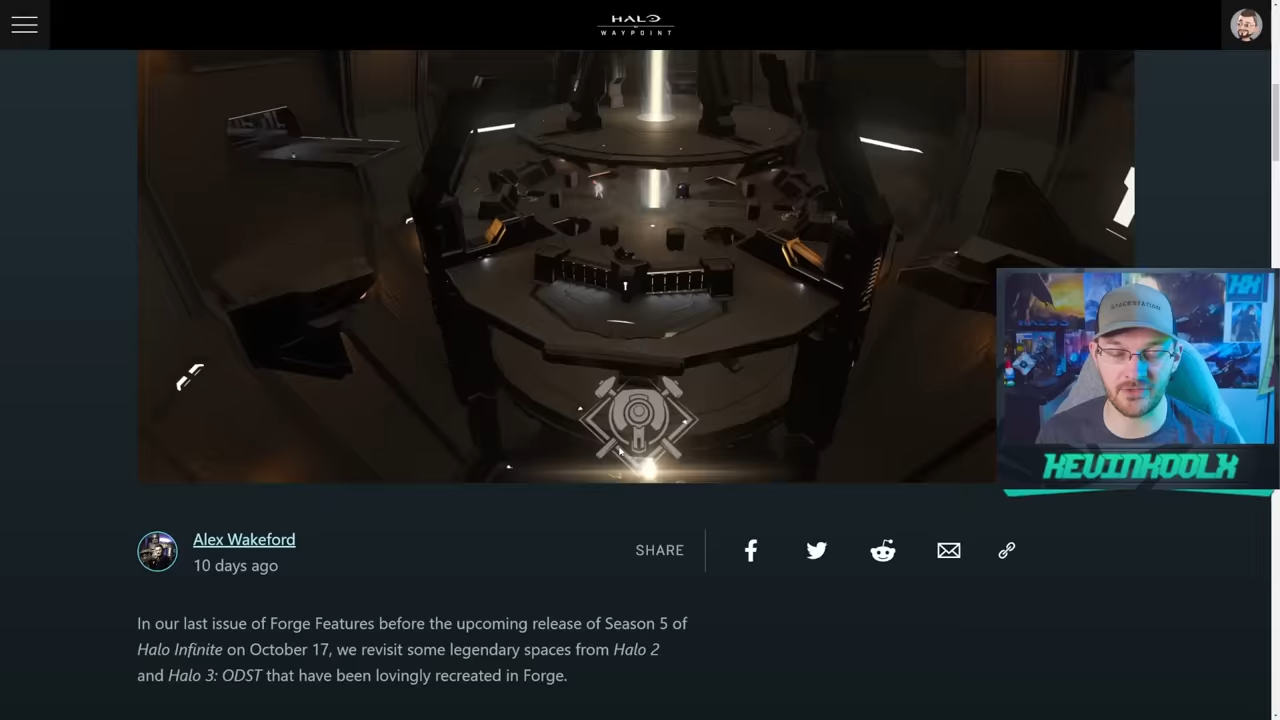 HALO
WAYPOINT
SPACESTATION
HX
KEVINKOOLX
Alex Wakeford
10 days ago
SHARE
In our last issue of Forge Features before the upcoming release of Season 5 of
Halo Infinite on October 17, we revisit some legendary spaces from Halo 2
and Halo 3: ODST that have been lovingly recreated in Forge.